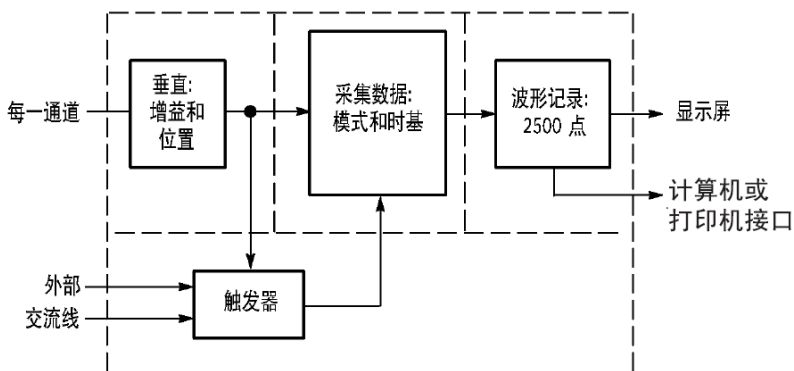 每一通道
垂直:
增益和
位置
采集数据:
模式和时基
波形记录:
2500 点
显示屏
计算机或
打印机接口
外部
交流线
触发器